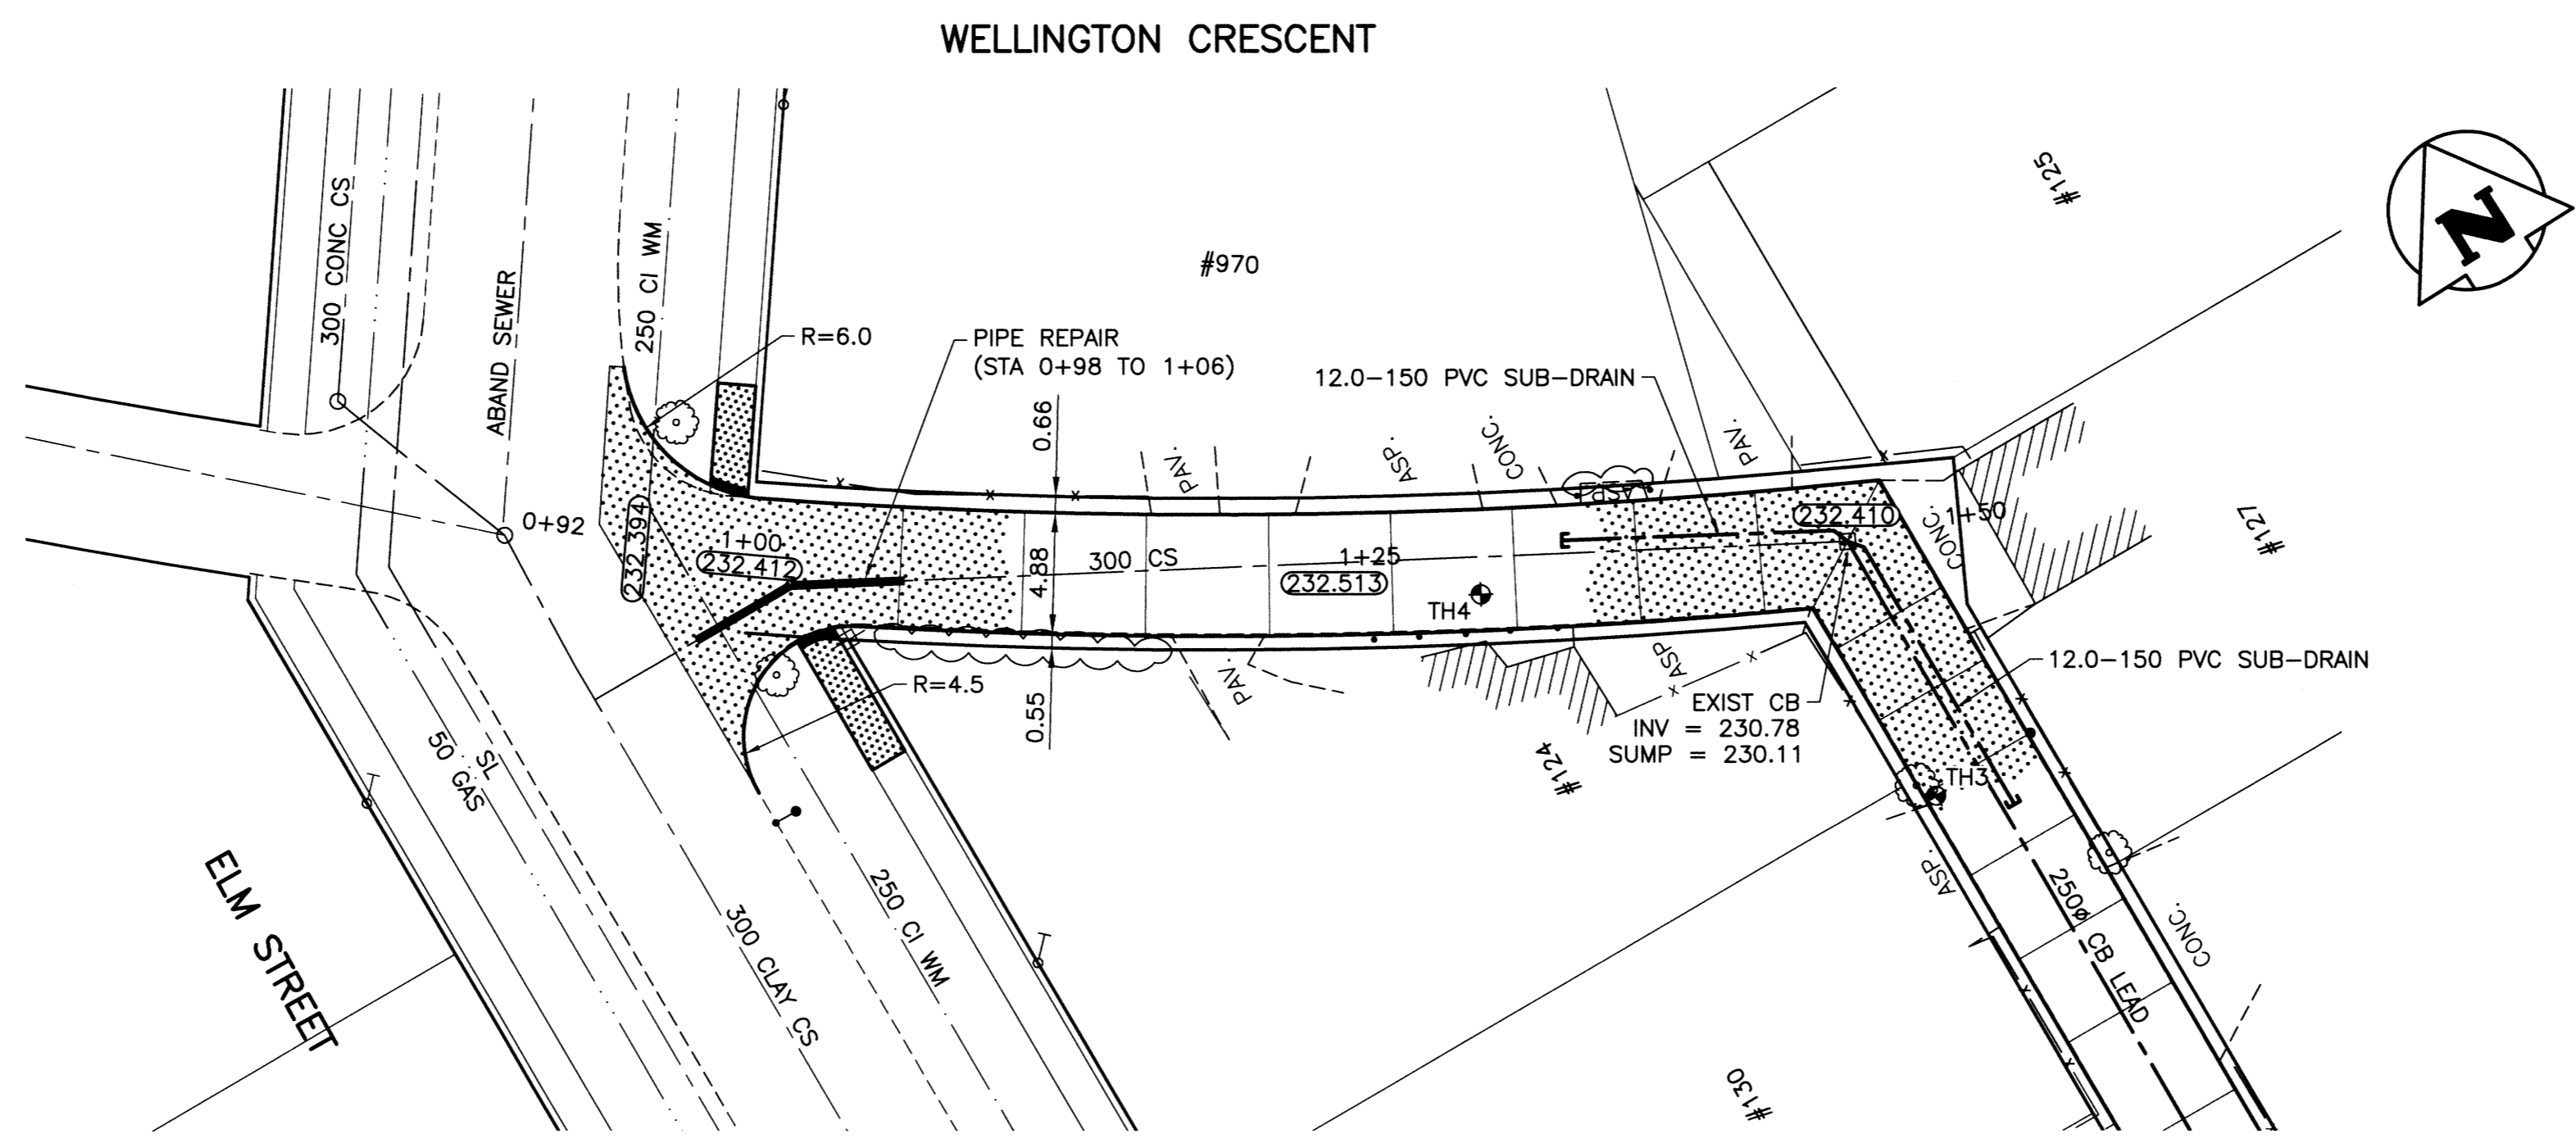 WELLINGTON CRESCENT
#125
N
300 CONC CS
ABAND SEWER
250 CI WM
#970
R=6.0
PIPE REPAIR
(STA 0+98 TO 1+06)
12.0-150 PVC SUB-DRAIN
0.66
PAV.
ASP.
CONC.
PAV.
ASP
0+92
232.394
1+00
232.412
4.88
300 CS
1+25
232.513
TH4
232.410
1+50
CONC.
#127
R=4.5
0.55
PAV.
ASP
EXIST CB
INV = 230.78
SUMP = 230.11
12.0-150 PVC SUB-DRAIN
#124
TH3
SL
50 GAS
ELM STREET
300 CLAY CS
250 CI WM
ASP.
250ø CB LEAD
CONC.
#130